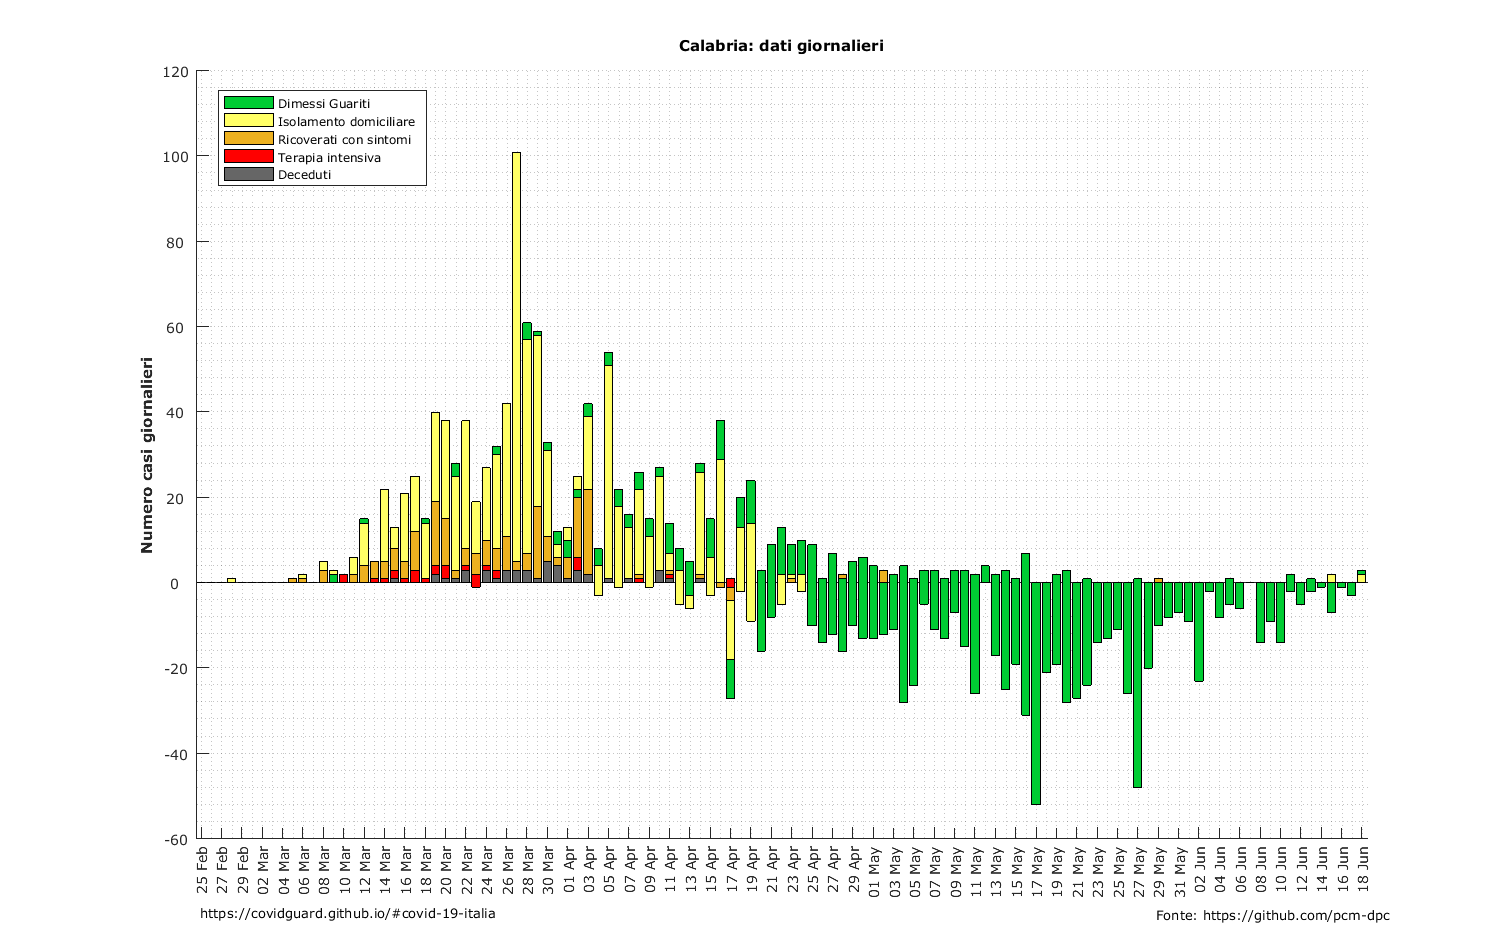 Calabria: dati giornalieri
120
100
80
60
40
20
0
-20
-40
-60
Numero casi giornalieri
Dimessi Guariti
Isolamento domiciliare
Ricoverati con sintomi
Terapia intensiva
Deceduti
25 Feb
27 Feb
29 Feb
02 Mar
04 Mar
06 Mar
08 Mar
10 Mar
12 Mar
14 Mar
16 Mar
18 Mar
20 Mar
22 Mar
24 Mar
26 Mar
28 Mar
30 Mar
01 Apr
03 Apr
05 Apr
07 Apr
09 Apr
11 Apr
13 Apr
15 Apr
17 Apr
19 Apr
21 Apr
23 Apr
25 Apr
27 Apr
29 Apr
01 May
03 May
05 May
07 May
09 May
11 May
13 May
15 May
17 May
19 May
21 May
23 May
25 May
27 May
29 May
31 May
02 Jun
04 Jun
06 Jun
08 Jun
10 Jun
12 Jun
14 Jun
16 Jun
18 Jun
https://covidguard.github.io/#covid-19-italia
Fonte: https://github.com/pcm-dpc